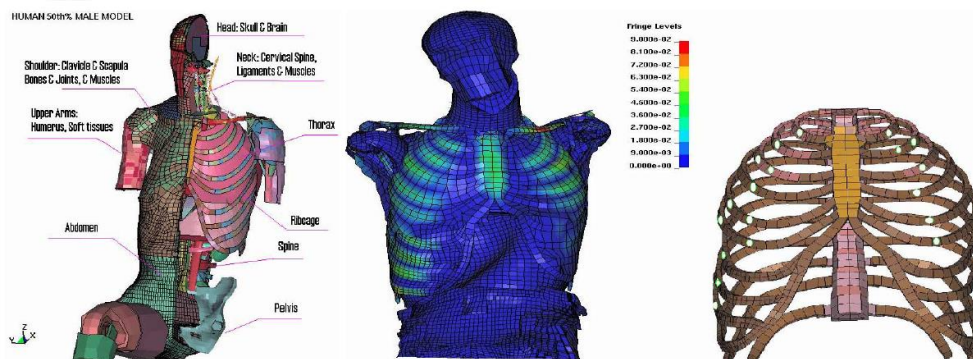 HUMAN 50th% MALE MODEL
Head: Skull & Brain
Neck: Cervical Spine,
Ligaments & Muscles
Shoulder: Clavicle & Scapula
Bones & Joints, & Muscles
Upper Arms:
Humerus, Soft tissues
Thorax
Ribcage
Abdomen
Spine
Pelvis
Z
Y
X
Fringe Levels
9.000e-02
8.100e-02
7.200e-02
6.300e-02
5.400e-02
4.500e-02
3.600e-02
2.700e-02
1.800e-02
9.000e-03
0.000e+00